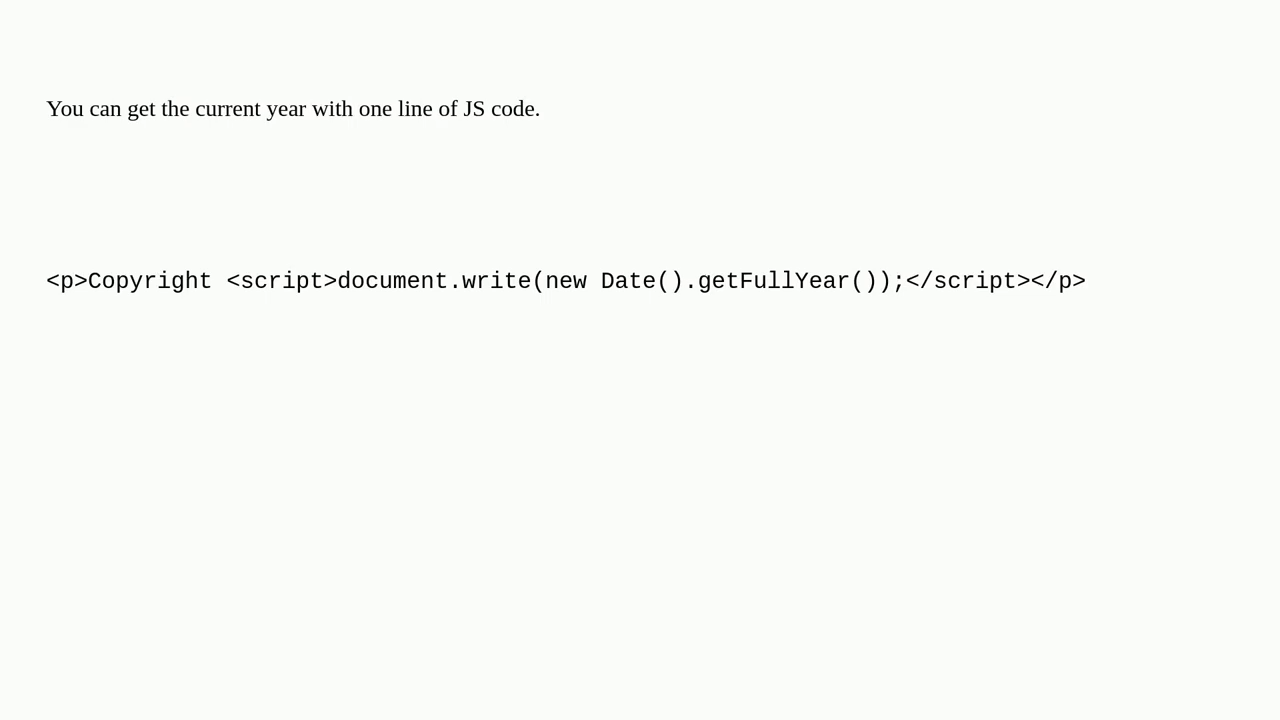 You can get the current year with one line of JS code.
<p>Copyright <script>document.write(new Date().getFullYear());</script></p>